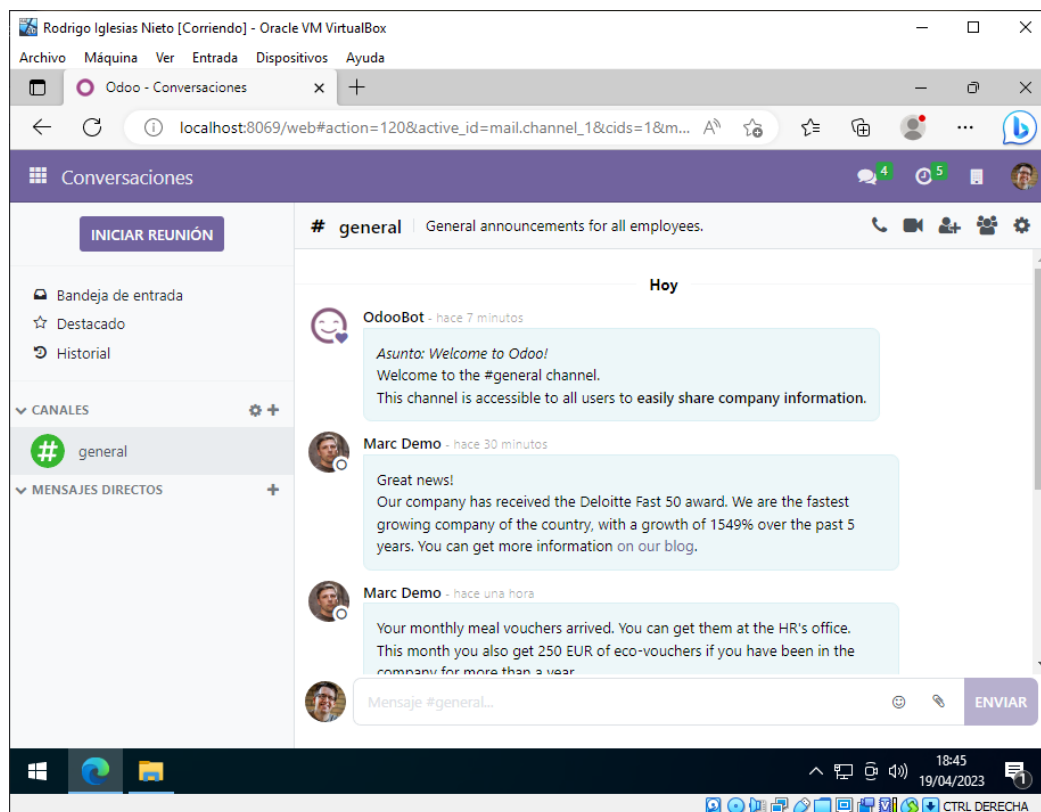 Rodrigo Iglesias Nieto [Corriendo] - Oracle VM VirtualBox
Archivo Máquina Ver Entrada Dispositivos Ayuda
Odoo - Conversaciones
localhost:8069/web#action=120&active_id=mail.channel_1&cids=1&m...
Conversaciones
4
5
INICIAR REUNIÓN
# general
General announcements for all employees.
Bandeja de entrada
Destacado
Historial
CANALES
# general
MENSAJES DIRECTOS
Hoy
OdooBot - hace 7 minutos
Asunto: Welcome to Odoo!
Welcome to the #general channel.
This channel is accessible to all users to easily share company information.
Marc Demo - hace 30 minutos
Great news!
Our company has received the Deloitte Fast 50 award. We are the fastest
growing company of the country, with a growth of 1549% over the past 5
years. You can get more information on our blog.
Marc Demo - hace una hora
Your monthly meal vouchers arrived. You can get them at the HR's office.
This month you also get 250 EUR of eco-vouchers if you have been in the
company for more than a year.
Mensaje #general...
ENVIAR
18:45
19/04/2023
1
CTRL DERECHA